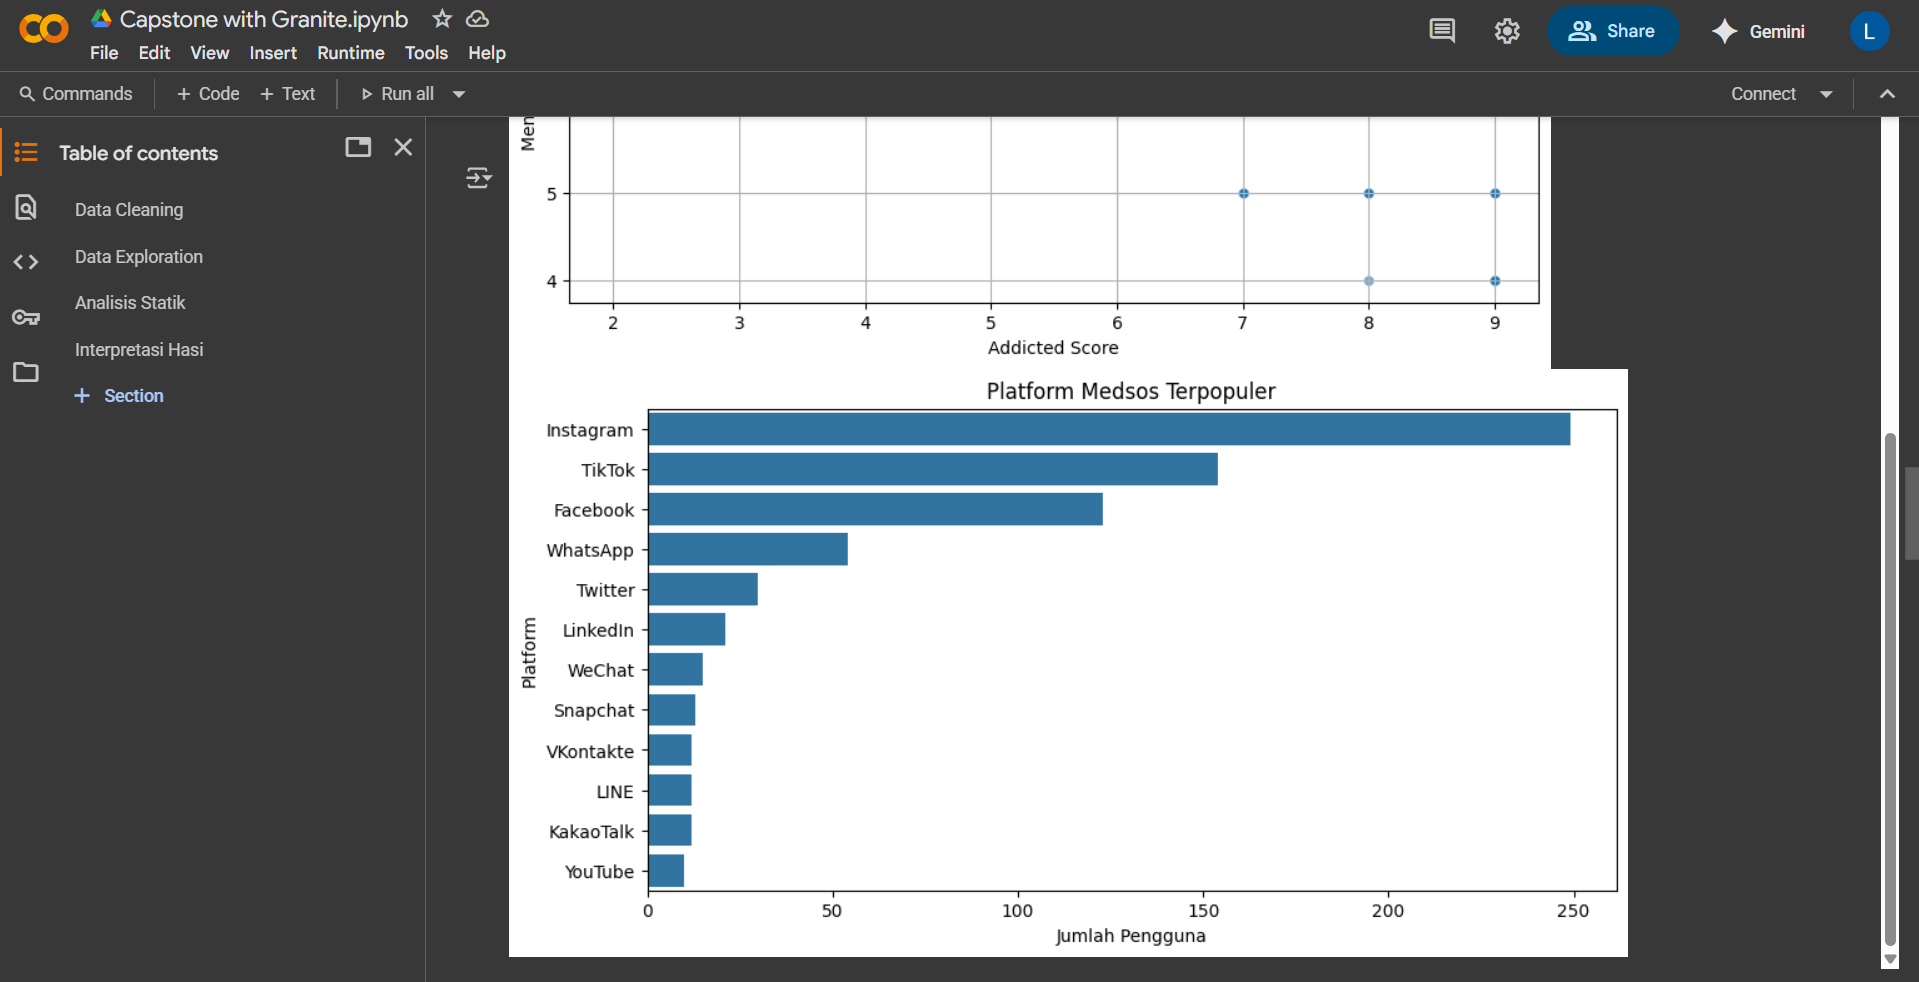 Capstone with Granite.ipynb
File Edit View Insert Runtime Tools Help
Share
Gemini
L
Commands
+ Code + Text
Run all
Connect
Table of contents
Data Cleaning
Data Exploration
Analisis Statik
Interpretasi Hasi
+ Section
Men
5
4
2 3 4 5 6 7 8 9
Addicted Score
Platform Medsos Terpopuler
Platform
Instagram
TikTok
Facebook
WhatsApp
Twitter
LinkedIn
WeChat
Snapchat
VKontakte
LINE
KakaoTalk
YouTube
0 50 100 150 200 250
Jumlah Pengguna